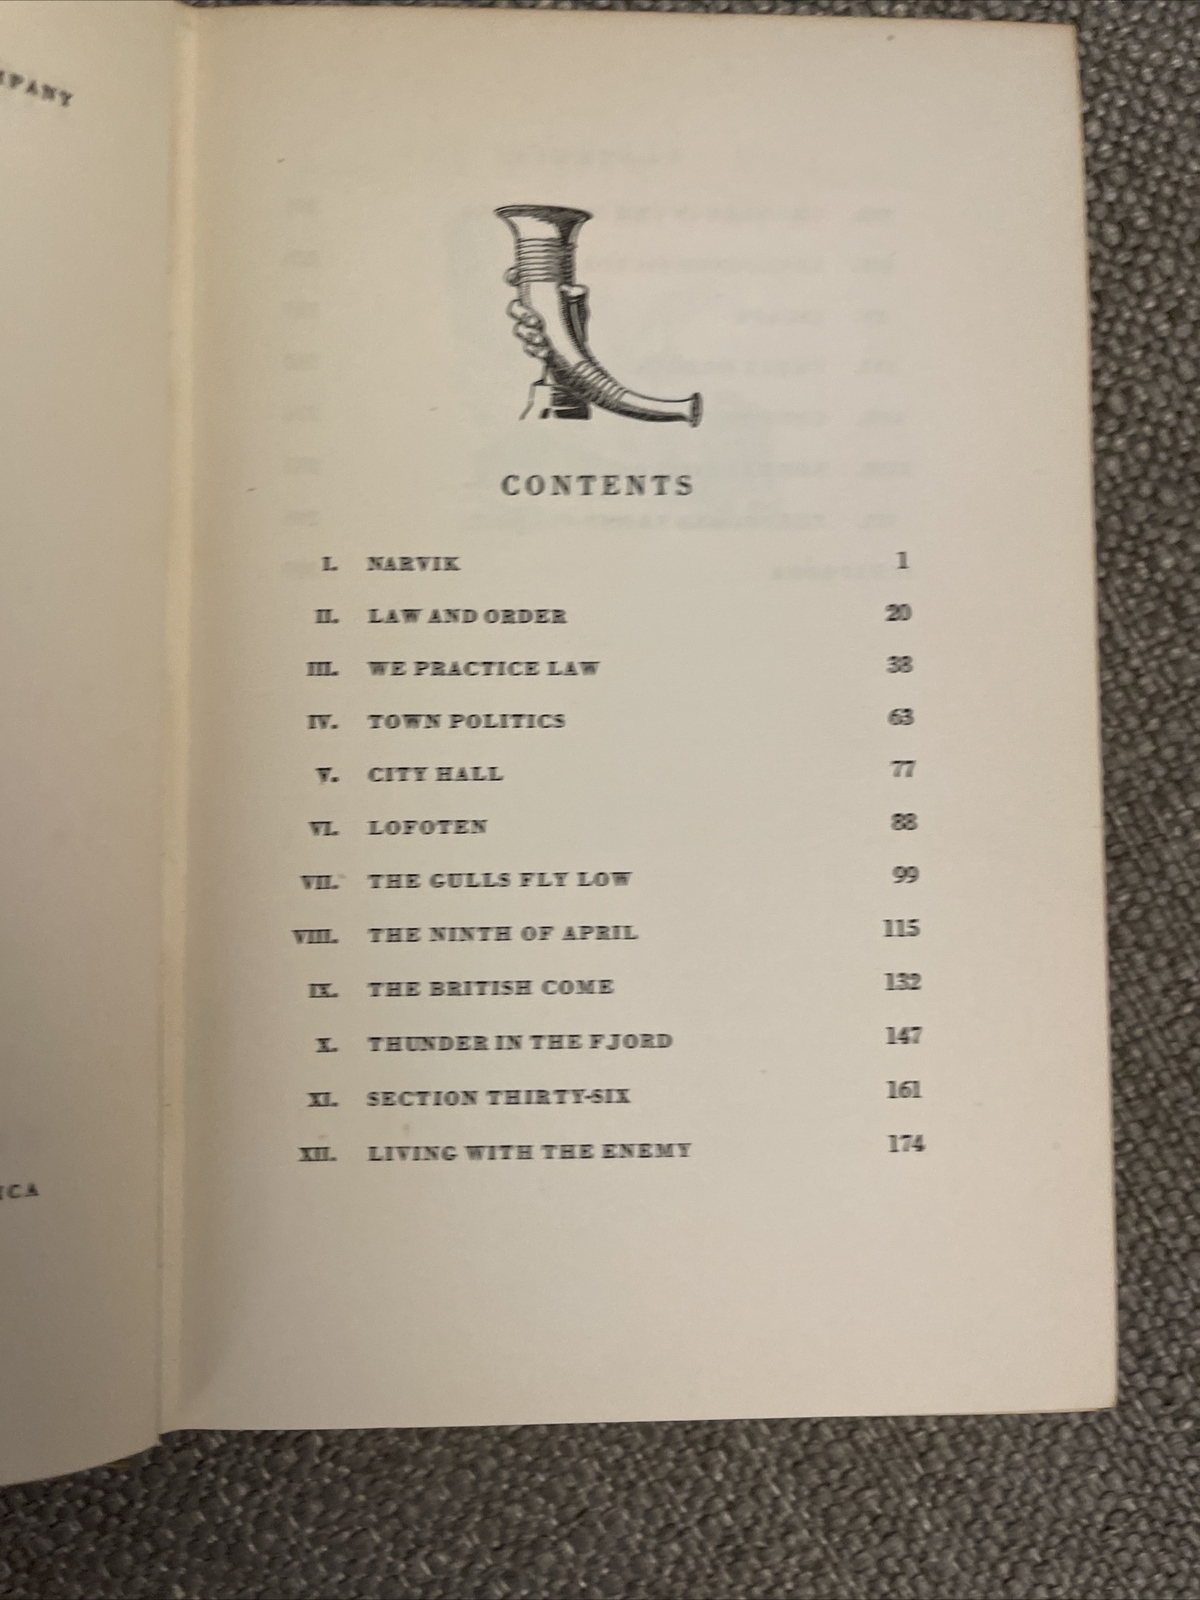 MPANY
ICA
CONTENTS
I. NARVIK 1
II. LAW AND ORDER 20
III. WE PRACTICE LAW 38
IV. TOWN POLITICS 63
V. CITY HALL 77
VI. LOFOTEN 88
VII. THE GULLS FLY LOW 99
VIII. THE NINTH OF APRIL 115
IX. THE BRITISH COME 132
X. THUNDER IN THE FJORD 147
XI. SECTION THIRTY-SIX 161
XII. LIVING WITH THE ENEMY 174